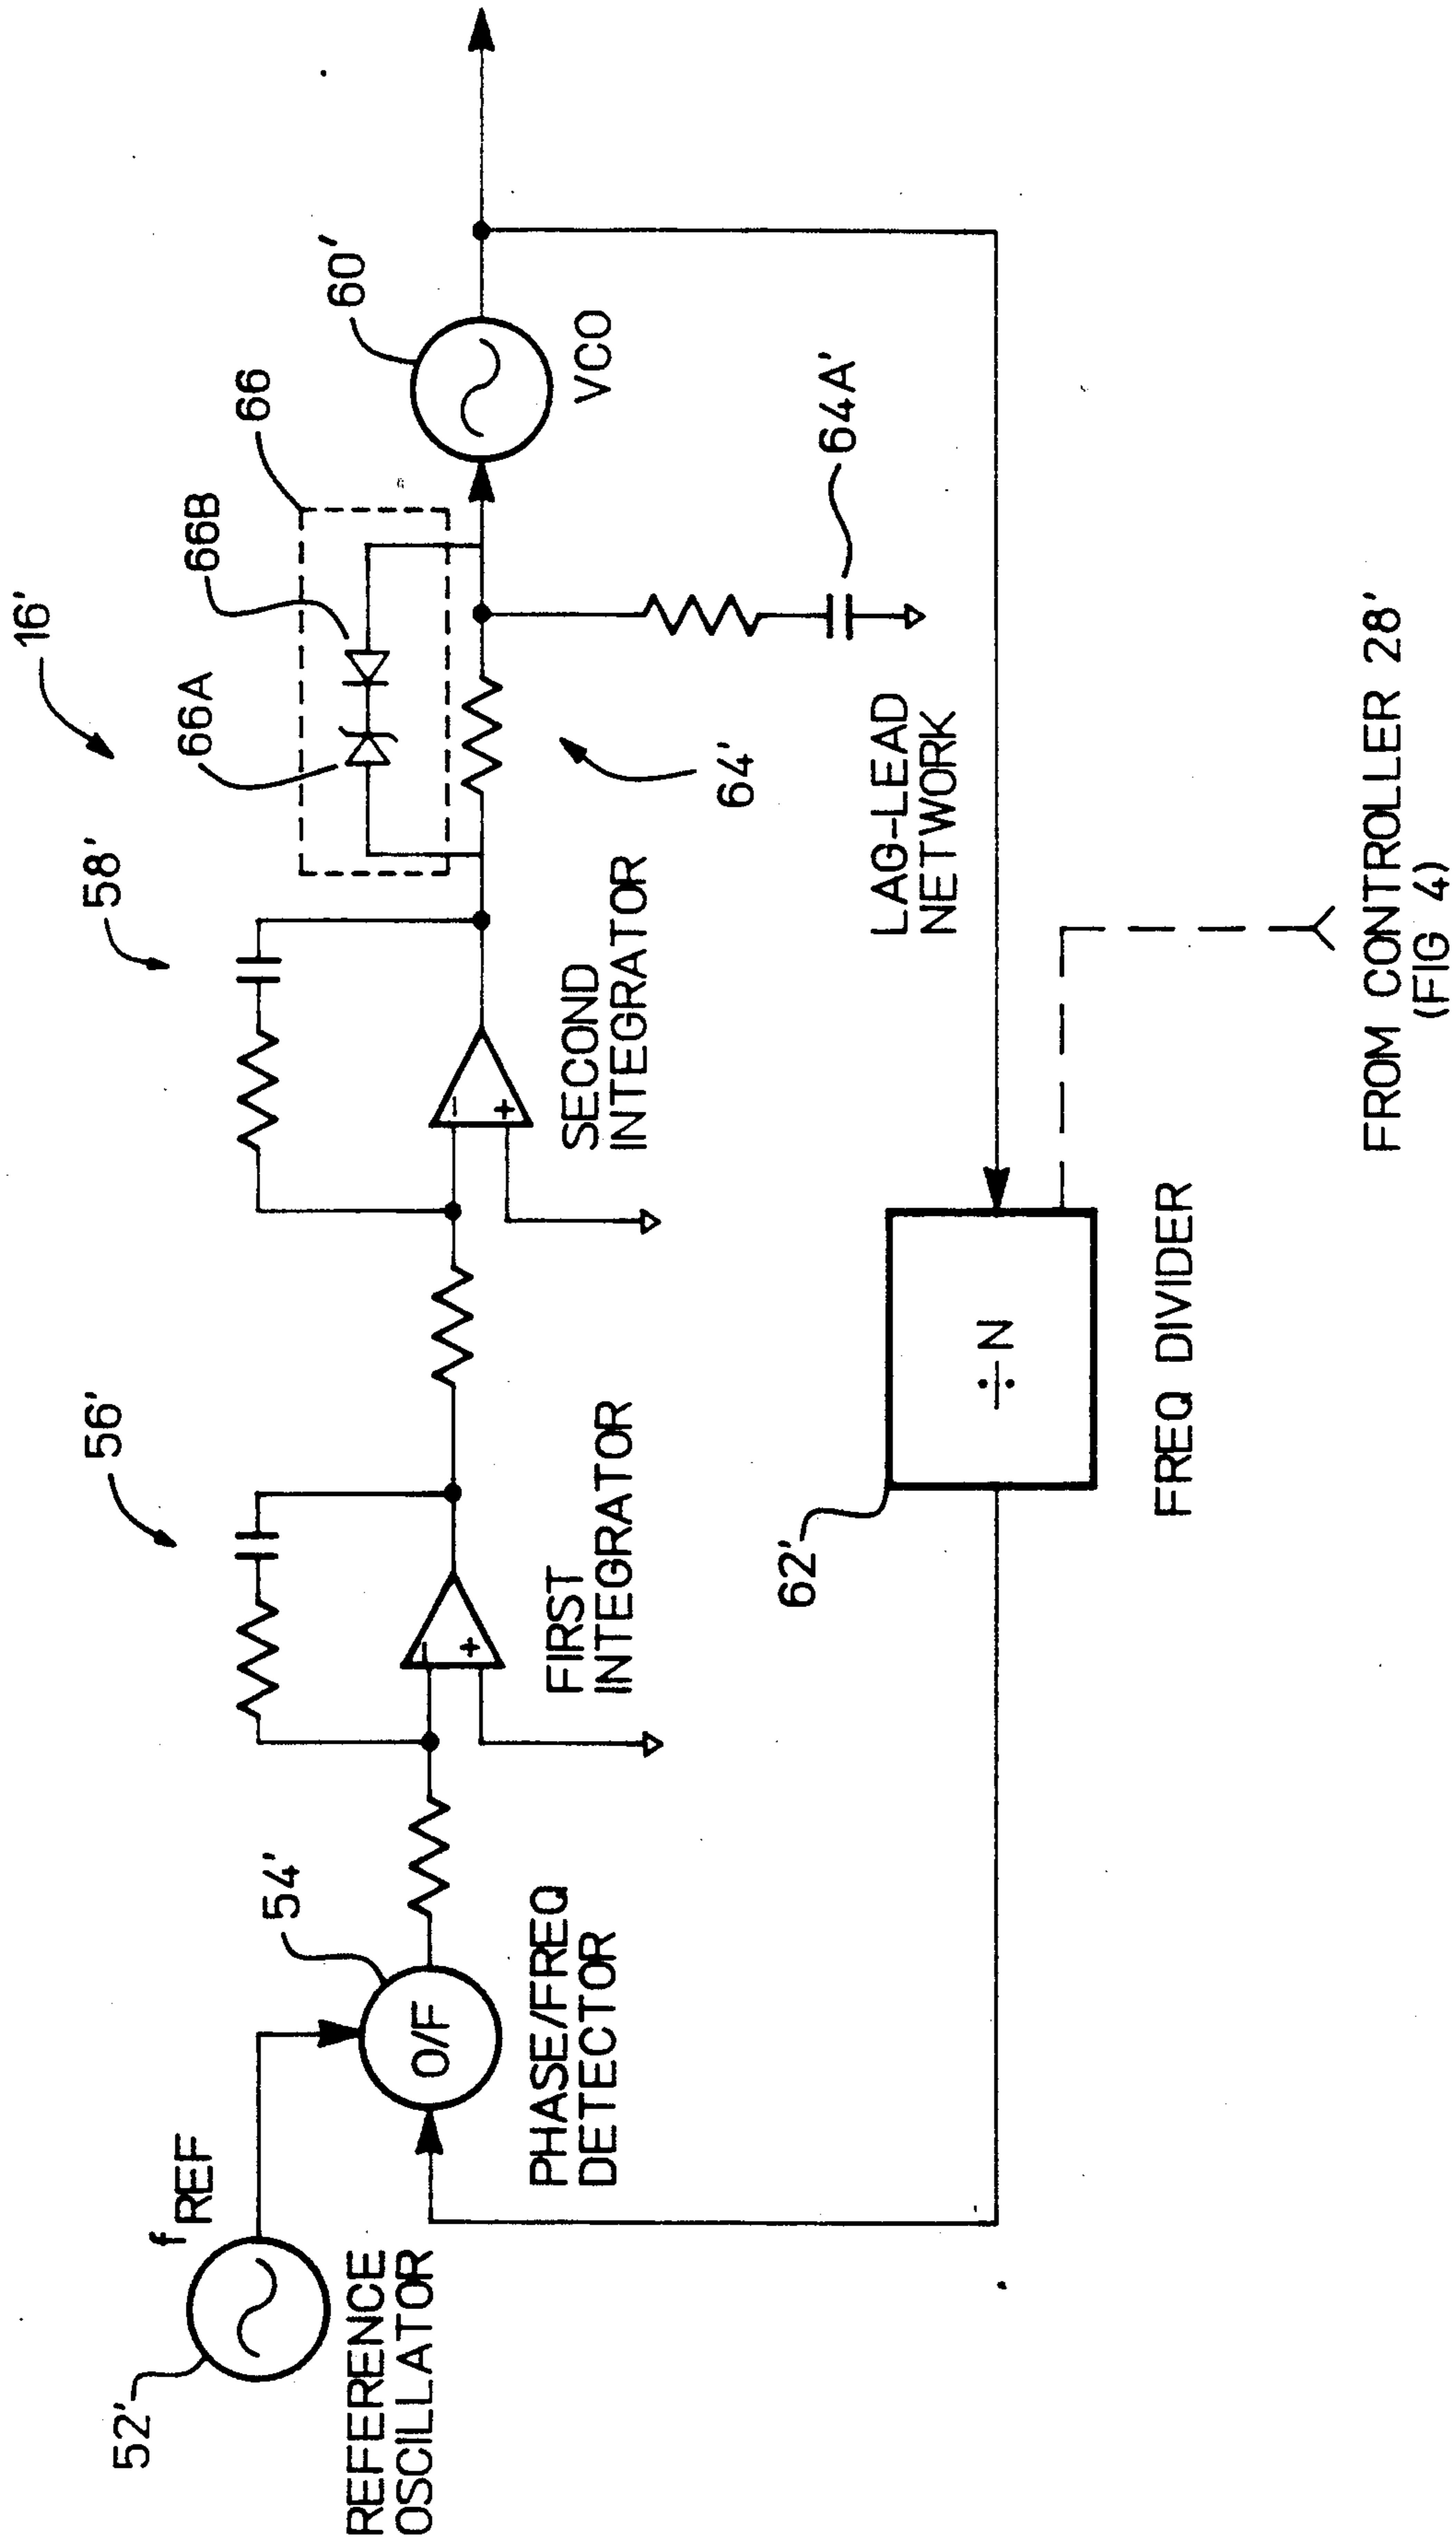 16'
52'
f REF
REFERENCE
OSCILLATOR
54'
O/F
PHASE/FREQ
DETECTOR
56'
−
+
FIRST
INTEGRATOR
58'
−
+
SECOND
INTEGRATOR
66A
66B
66
64'
LAG-LEAD
NETWORK
64A'
60'
VCO
62'
÷N
FREQ DIVIDER
FROM CONTROLLER 28'
(FIG 4)